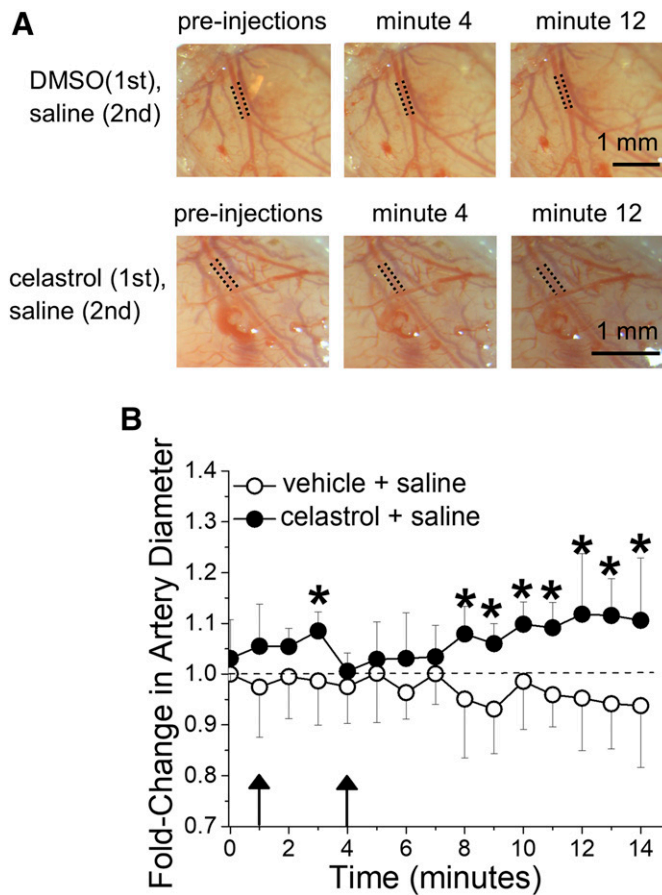 A
pre-injections minute 4 minute 12
DMSO(1st),
saline (2nd)
1 mm
pre-injections minute 4 minute 12
celastrol (1st),
saline (2nd)
1 mm
B
Fold-Change in Artery Diameter
1.4
1.3
1.2
1.1
1.0
0.9
0.8
0.7
vehicle + saline
celastrol + saline
* * * * * * * *
0 2 4 6 8 10 12 14
Time (minutes)